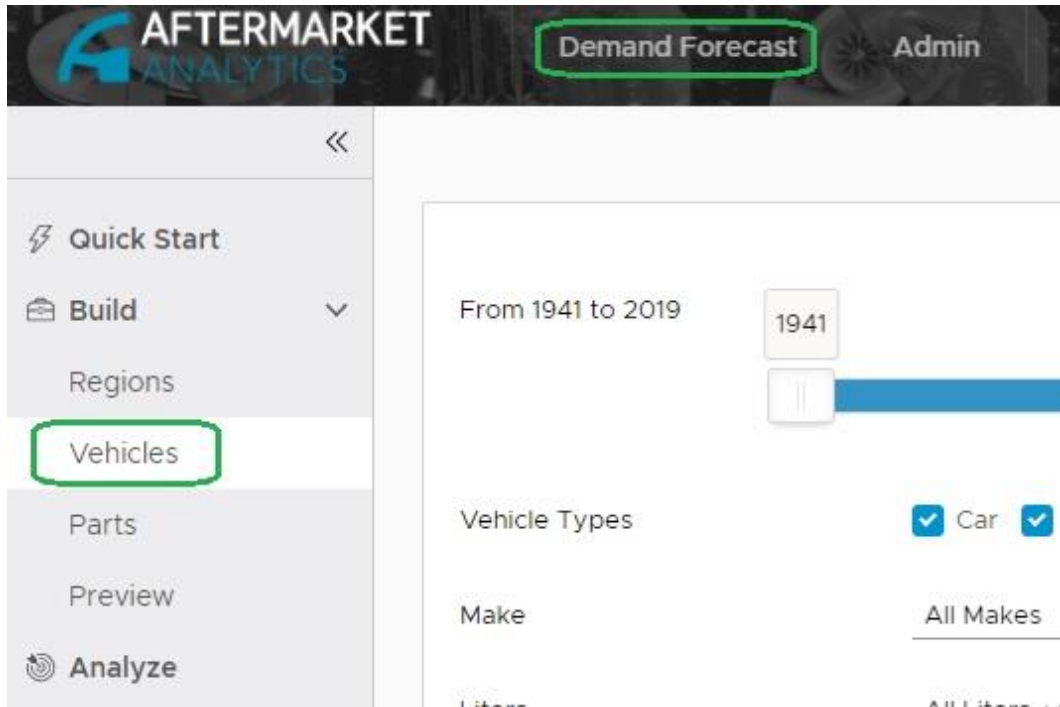 AFTERMARKET
ANALYTICS
Demand Forecast
Admin
Quick Start
Build
Regions
Vehicles
Parts
Preview
Analyze
From 1941 to 2019
1941
Vehicle Types
Car
Make
All Makes